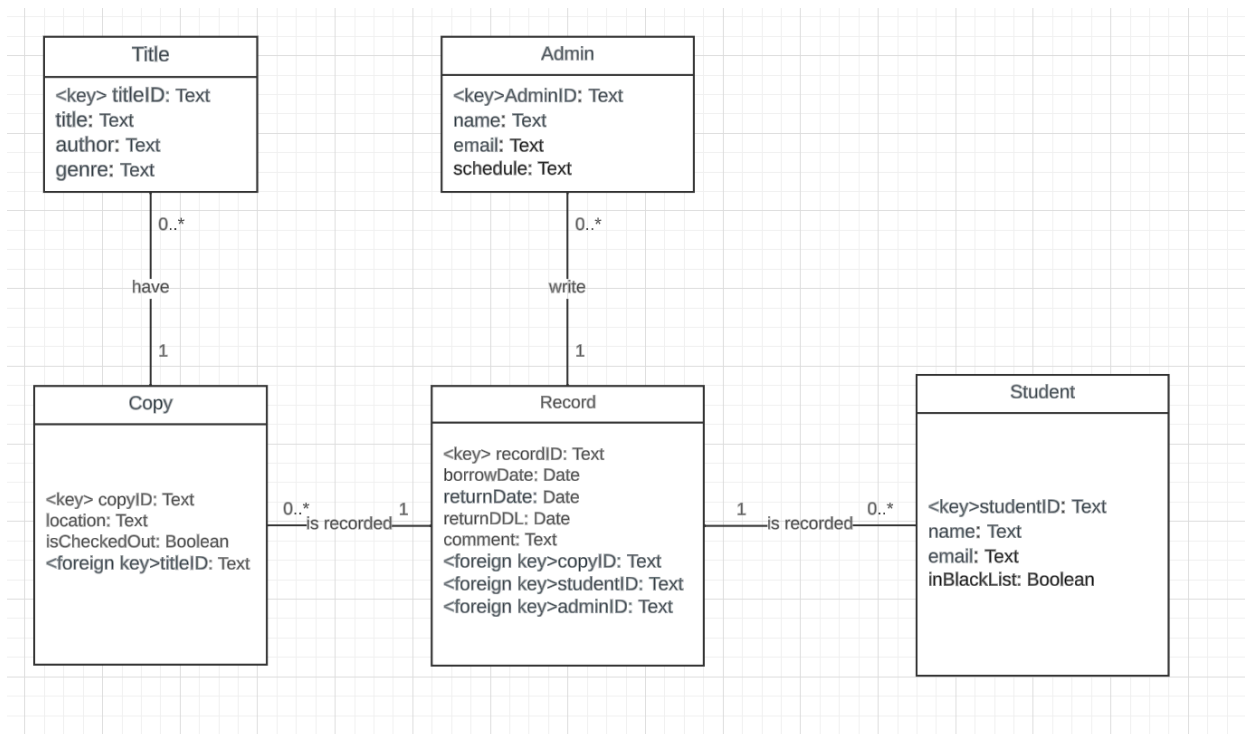 Title
<key> titleID: Text
title: Text
author: Text
genre: Text
Admin
<key>AdminID: Text
name: Text
email: Text
schedule: Text
0..*
have
1
0..*
write
1
Copy
<key> copyID: Text
location: Text
isCheckedOut: Boolean
<foreign key>titleID: Text
0..*
is recorded
1
Record
<key> recordID: Text
borrowDate: Date
returnDate: Date
returnDDL: Date
comment: Text
<foreign key>copyID: Text
<foreign key>studentID: Text
<foreign key>adminID: Text
1
is recorded
0..*
Student
<key>studentID: Text
name: Text
email: Text
inBlackList: Boolean